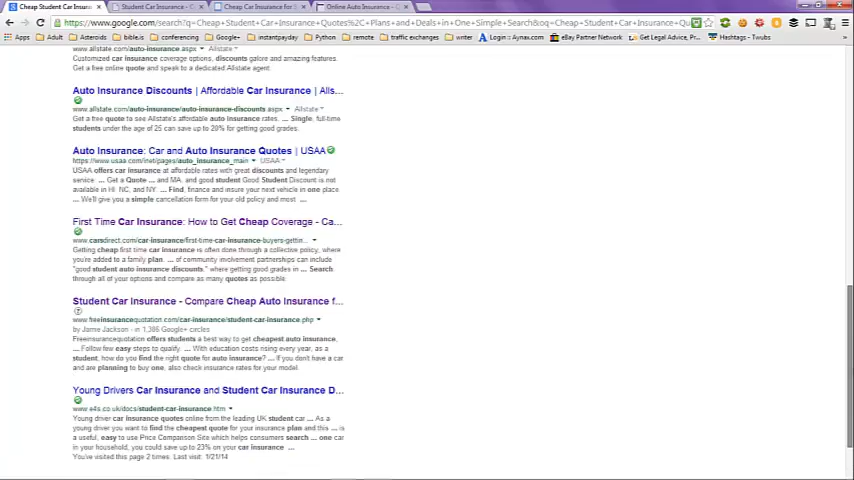 Cheap Student Car Insur
Student Car Insurance - C
Cheap Car Insurance for
Online Auto Insurance -
https://www.google.com/search?q=Cheap+Student+Car+Insurance+Quotes%2C+Plans+and+Deals+in+One+Simple+Search&oq=Cheap+Student+Car+Insurance+Qu
Apps Adult Asteroids bible.is conferencing Google+ instantpayday Python remote traffic exchanges writer Login :: Aynax.com eBay Partner Network Get Legal Advice, Pr... Hashtags - Twubs
www.allstate.com/auto-insurance.aspx Allstate
Customized car insurance coverage options, discounts galore and amazing features.
Get a free online quote and speak to a dedicated Allstate agent.
Auto Insurance Discounts | Affordable Car Insurance | Alls...
www.allstate.com/auto-insurance/auto-insurance-discounts.aspx Allstate
Get a free quote to see Allstate's affordable auto insurance rates. ... Single, full-time
students under the age of 25 can save up to 20% for getting good grades.
Auto Insurance: Car and Auto Insurance Quotes | USAA
https://www.usaa.com/inet/pages/auto_insurance_main USAA
USAA offers car insurance at affordable rates with great discounts and legendary
service ... Get a Quote ... and MA, and good student Good Student Discount is not
available in HI, NC, and NY. ... Find, finance and insure your next vehicle in one place
... We'll give you a simple cancellation form for your old policy and most ...
First Time Car Insurance: How to Get Cheap Coverage - Ca...
www.carsdirect.com/car-insurance/first-time-car-insurance-buyers-gettin...
Getting cheap first time car insurance is often done through a collective policy, where
you're added to a family plan. ... of community involvement partnerships can include
"good student auto insurance discounts." where getting good grades in ... Search
through all of your options and compare as many quotes as possible.
Student Car Insurance - Compare Cheap Auto Insurance f...
www.freeinsurancequotation.com/car-insurance/student-car-insurance.php
by Jamie Jackson - in 1,386 Google+ circles
Freeinsurancequotation offers students a best way to get cheapest auto insurance,
... Follow few easy steps to qualify. ... With education costs rising every year, as a
student, how do you find the right quote for auto insurance? ... If you don't have a car
and are planning to buy one, also check insurance rates for your model.
Young Drivers Car Insurance and Student Car Insurance D...
www.e4s.co.uk/docs/student-car-insurance.htm
Young driver car insurance quotes online from the leading UK student car ... As a
young driver you want to find the cheapest quote for your insurance plan and this ... is
a useful, easy to use Price Comparison Site which helps consumers search ... one car
in your household, you could save up to 23% on your car insurance ...
You've visited this page 2 times. Last visit: 1/21/14